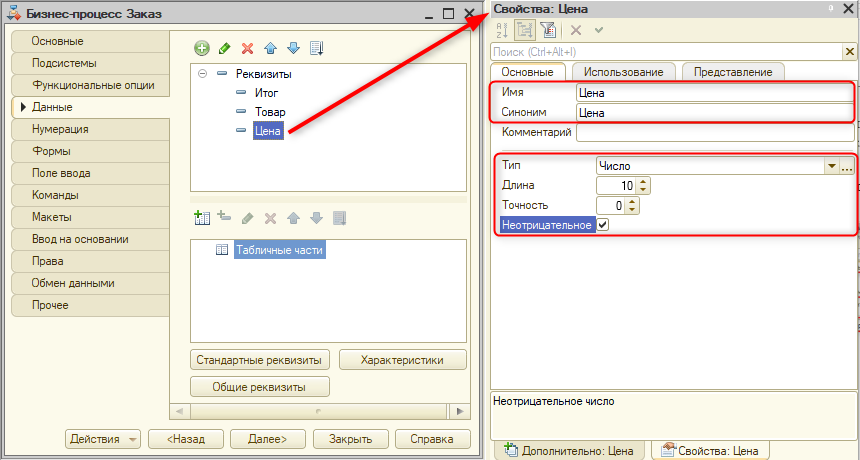 Бизнес-процесс Заказ
Основные
Подсистемы
Функциональные опции
Данные
Нумерация
Формы
Поле ввода
Команды
Макеты
Ввод на основании
Права
Обмен данными
Прочее
Реквизиты
Итог
Товар
Цена
Табличные части
Стандартные реквизиты Характеристики
Общие реквизиты
Действия <Назад Далее> Закрыть Справка
Свойства: Цена
Поиск (Ctrl+Alt+I)
Основные Использование Представление
Имя Цена
Синоним Цена
Комментарий
Тип Число
Длина 10
Точность 0
Неотрицательное
Неотрицательное число
Дополнительно: Цена Свойства: Цена